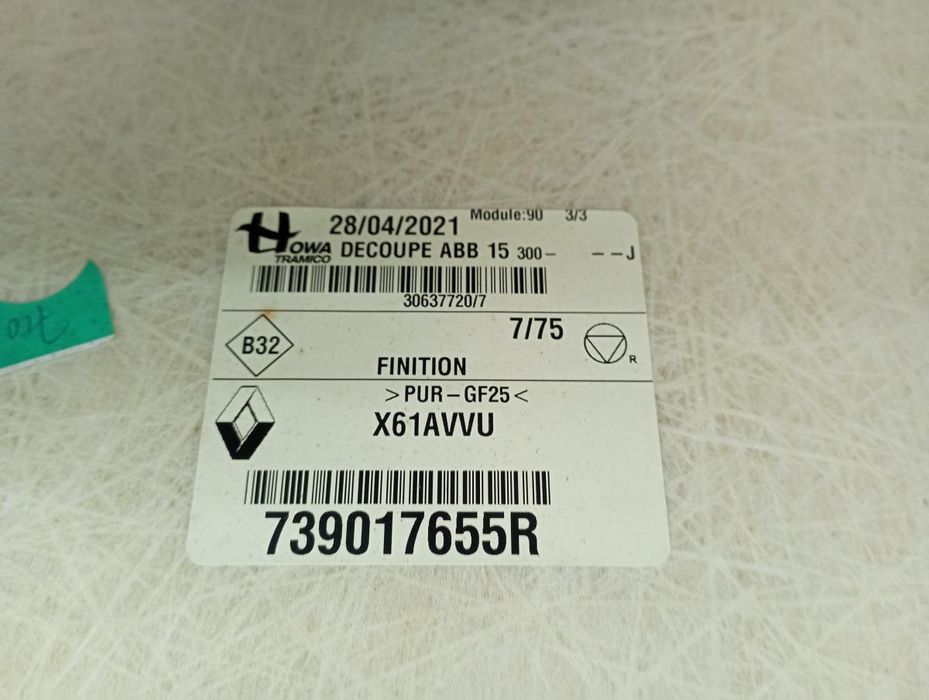 28/04/2021 Module:90 3/3
HOWA
TRAMICO
DECOUPE ABB 15 300– – –J
30637720/7
B32
7/75
R
FINITION
>PUR–GF25<
X61AVVU
739017655R